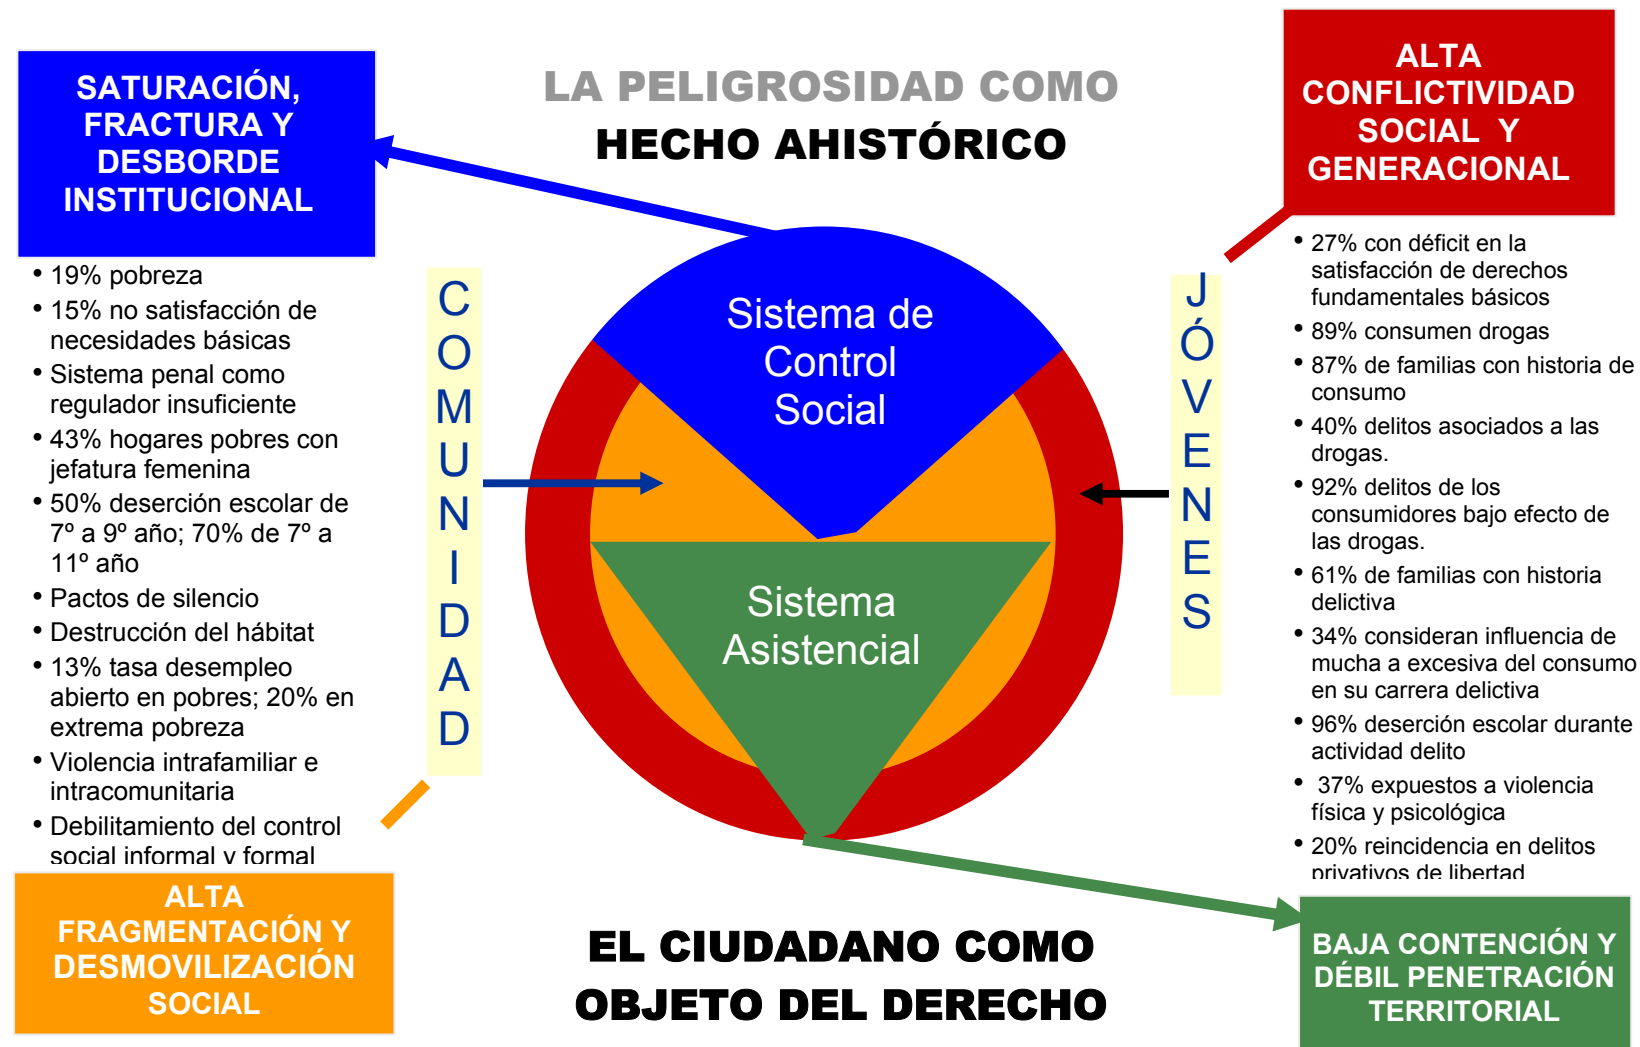 LA PELIGROSIDAD COMO
HECHO AHISTÓRICO
SATURACIÓN,
FRACTURA Y
DESBORDE
INSTITUCIONAL
• 19% pobreza
• 15% no satisfacción de
necesidades básicas
• Sistema penal como
regulador insuficiente
• 43% hogares pobres con
jefatura femenina
• 50% deserción escolar de
7º a 9º año; 70% de 7º a
11º año
• Pactos de silencio
• Destrucción del hábitat
• 13% tasa desempleo
abierto en pobres; 20% en
extrema pobreza
• Violencia intrafamiliar e
intracomunitaria
• Debilitamiento del control
social informal y formal
ALTA
FRAGMENTACIÓN Y
DESMOVILIZACIÓN
SOCIAL
COMUNIDAD
Sistema de
Control
Social
Sistema
Asistencial
JÓVENES
ALTA
CONFLICTIVIDAD
SOCIAL Y
GENERACIONAL
• 27% con déficit en la
satisfacción de derechos
fundamentales básicos
• 89% consumen drogas
• 87% de familias con historia de
consumo
• 40% delitos asociados a las
drogas.
• 92% delitos de los
consumidores bajo efecto de
las drogas.
• 61% de familias con historia
delictiva
• 34% consideran influencia de
mucha a excesiva del consumo
en su carrera delictiva
• 96% deserción escolar durante
actividad delito
• 37% expuestos a violencia
física y psicológica
• 20% reincidencia en delitos
privativos de libertad
BAJA CONTENCIÓN Y
DÉBIL PENETRACIÓN
TERRITORIAL
EL CIUDADANO COMO
OBJETO DEL DERECHO